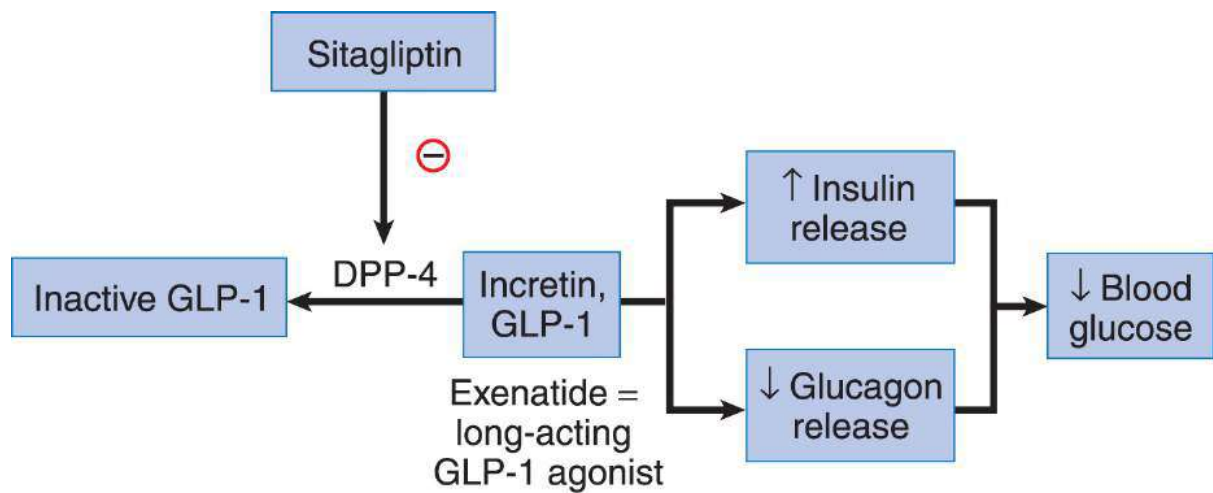 Sitagliptin
−
DPP-4
Inactive GLP-1
Incretin,
GLP-1
Exenatide =
long-acting
GLP-1 agonist
↑ Insulin
release
↓ Glucagon
release
↓ Blood
glucose